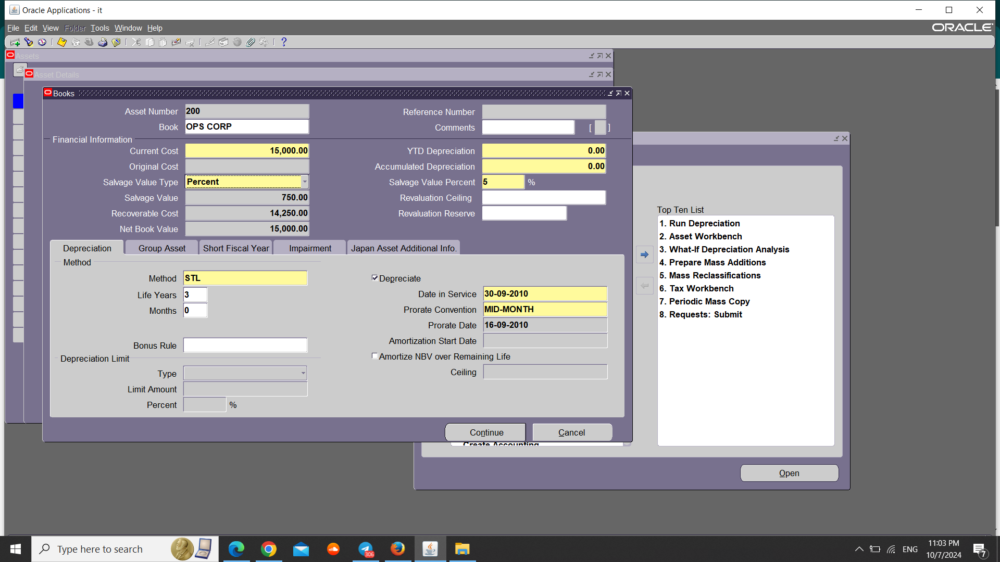 Oracle Applications - it
File Edit View Folder Tools Window Help
ORACLE
Assets
Asset Details
Books
Asset Number 200
Reference Number
Book OPS CORP
Comments [ ]
Financial Information
Current Cost 15,000.00
YTD Depreciation 0.00
Original Cost
Accumulated Depreciation 0.00
Salvage Value Type Percent
Salvage Value Percent 5 %
Salvage Value 750.00
Revaluation Ceiling
Recoverable Cost 14,250.00
Revaluation Reserve
Net Book Value 15,000.00
Depreciation Group Asset Short Fiscal Year Impairment Japan Asset Additional Info.
Method
Method STL
Life Years 3
Months 0
Bonus Rule
Depreciation Limit
Type
Limit Amount
Percent %
Depreciate
Date in Service 30-09-2010
Prorate Convention MID-MONTH
Prorate Date 16-09-2010
Amortization Start Date
Amortize NBV over Remaining Life
Ceiling
Continue Cancel
Create Accounting
Top Ten List
1. Run Depreciation
2. Asset Workbench
3. What-If Depreciation Analysis
4. Prepare Mass Additions
5. Mass Reclassifications
6. Tax Workbench
7. Periodic Mass Copy
8. Requests: Submit
Open
Type here to search
306
ENG
11:03 PM
10/7/2024
7